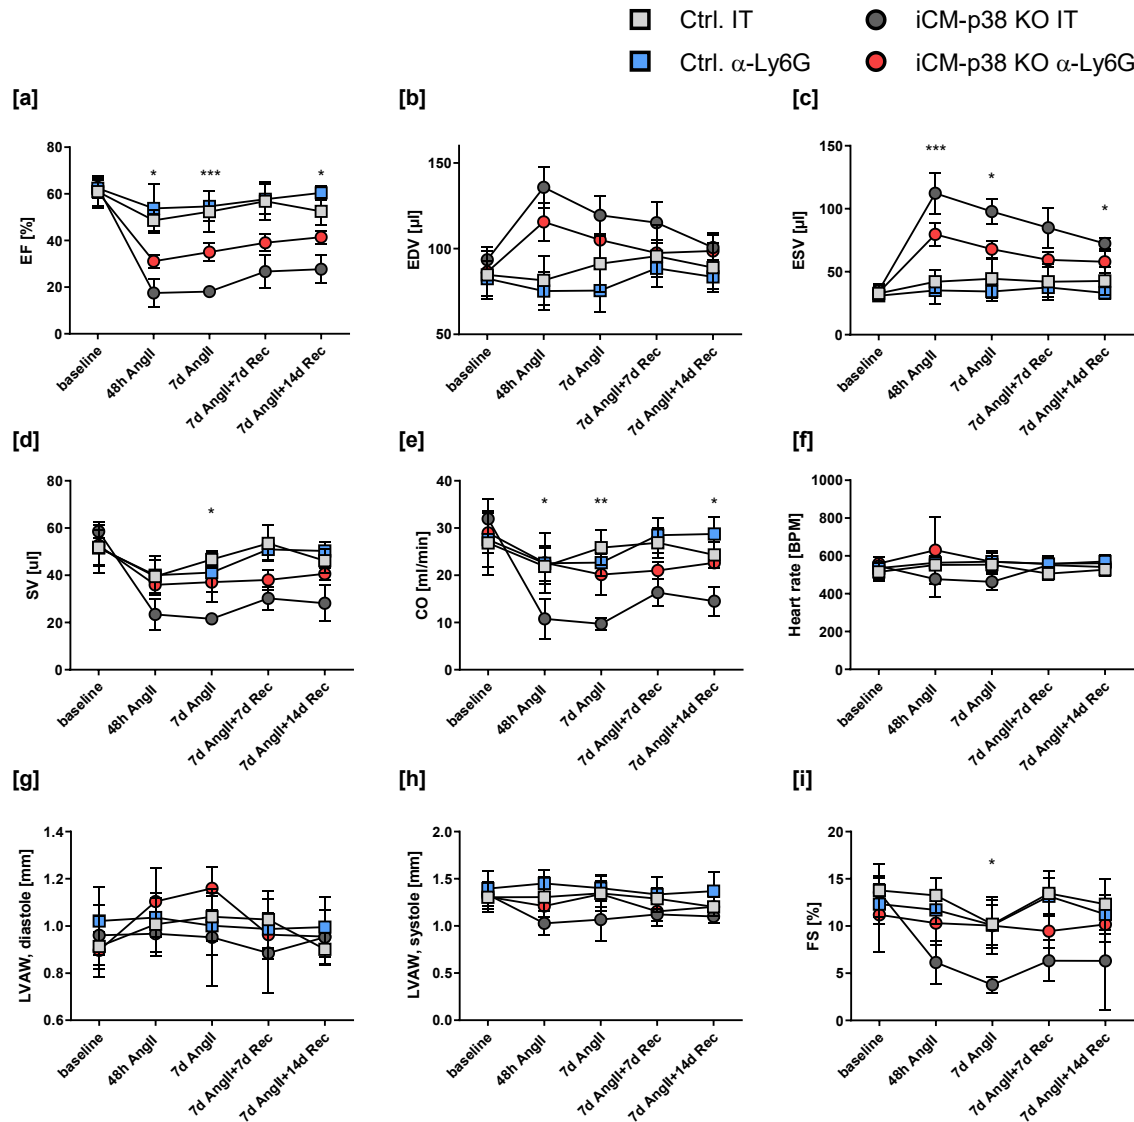 Ctrl. IT
iCM-p38 KO IT
Ctrl. α-Ly6G
iCM-p38 KO α-Ly6G
[a]
EF [%]
80
60
40
20
0
*
***
*
baseline
48h AngII
7d AngII
7d AngII+7d Rec
7d AngII+14d Rec
[b]
EDV [µl]
150
100
50
baseline
48h AngII
7d AngII
7d AngII+7d Rec
7d AngII+14d Rec
[c]
ESV [µl]
150
100
50
0
***
*
*
baseline
48h AngII
7d AngII
7d AngII+7d Rec
7d AngII+14d Rec
[d]
SV [ul]
80
60
40
20
0
*
baseline
48h AngII
7d AngII
7d AngII+7d Rec
7d AngII+14d Rec
[e]
CO [ml/min]
40
30
20
10
0
*
**
*
baseline
48h AngII
7d AngII
7d AngII+7d Rec
7d AngII+14d Rec
[f]
Heart rate [BPM]
1000
800
600
400
200
0
baseline
48h AngII
7d AngII
7d AngII+7d Rec
7d AngII+14d Rec
[g]
LVAW, diastole [mm]
1.4
1.2
1.0
0.8
0.6
baseline
48h AngII
7d AngII
7d AngII+7d Rec
7d AngII+14d Rec
[h]
LVAW, systole [mm]
2.0
1.5
1.0
0.5
0.0
baseline
48h AngII
7d AngII
7d AngII+7d Rec
7d AngII+14d Rec
[i]
FS [%]
20
15
10
5
0
*
baseline
48h AngII
7d AngII
7d AngII+7d Rec
7d AngII+14d Rec